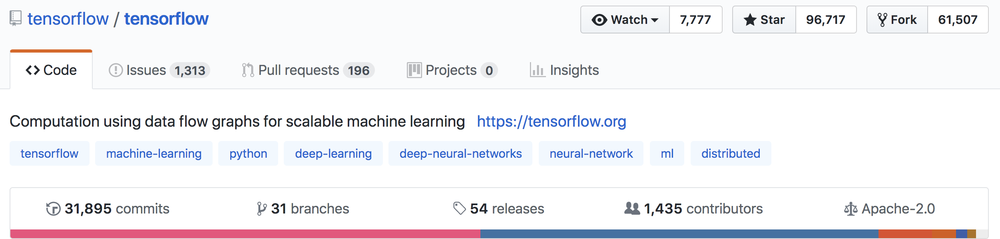 tensorflow / tensorflow Watch 7,777 Star 96,717 Fork 61,507
Code Issues 1,313 Pull requests 196 Projects 0 Insights
Computation using data flow graphs for scalable machine learning https://tensorflow.org
tensorflow machine-learning python deep-learning deep-neural-networks neural-network ml distributed
31,895 commits 31 branches 54 releases 1,435 contributors Apache-2.0